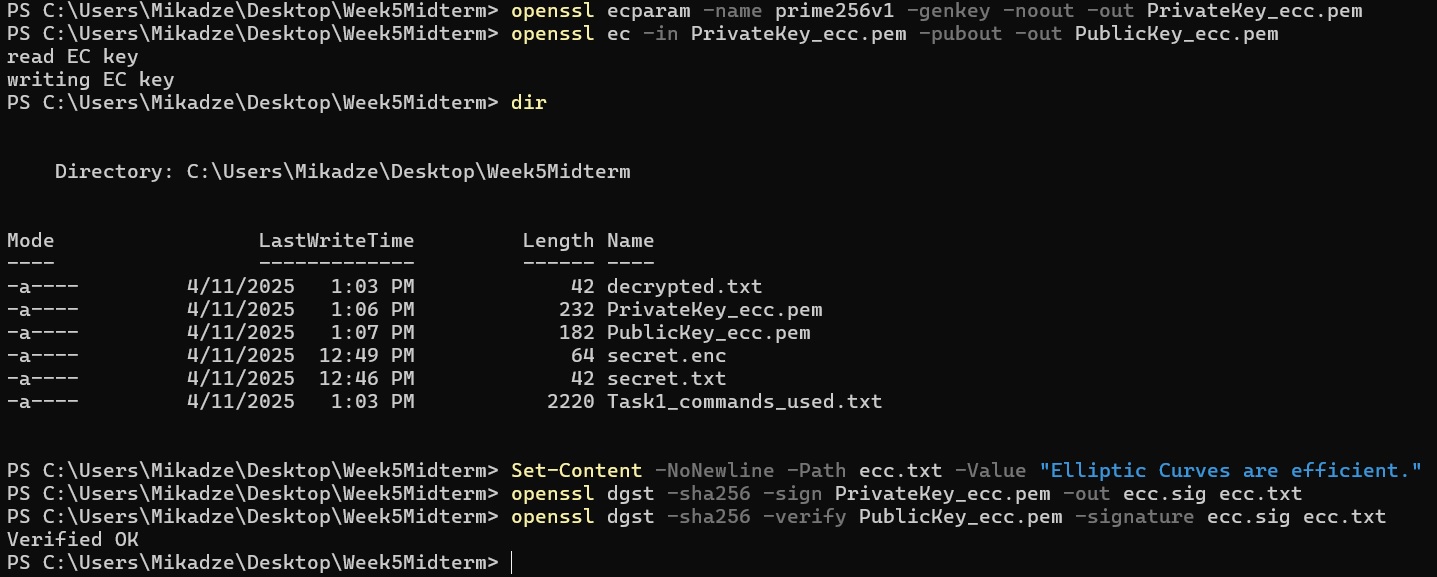 PS C:\Users\Mikadze\Desktop\Week5Midterm> openssl ecparam -name prime256v1 -genkey -noout -out PrivateKey_ecc.pem
PS C:\Users\Mikadze\Desktop\Week5Midterm> openssl ec -in PrivateKey_ecc.pem -pubout -out PublicKey_ecc.pem
read EC key
writing EC key
PS C:\Users\Mikadze\Desktop\Week5Midterm> dir
    Directory: C:\Users\Mikadze\Desktop\Week5Midterm
Mode                 LastWriteTime         Length Name
----                 -------------         ------ ----
-a----         4/11/2025   1:03 PM             42 decrypted.txt
-a----         4/11/2025   1:06 PM            232 PrivateKey_ecc.pem
-a----         4/11/2025   1:07 PM            182 PublicKey_ecc.pem
-a----         4/11/2025  12:49 PM             64 secret.enc
-a----         4/11/2025  12:46 PM             42 secret.txt
-a----         4/11/2025   1:03 PM           2220 Task1_commands_used.txt
PS C:\Users\Mikadze\Desktop\Week5Midterm> Set-Content -NoNewline -Path ecc.txt -Value "Elliptic Curves are efficient."
PS C:\Users\Mikadze\Desktop\Week5Midterm> openssl dgst -sha256 -sign PrivateKey_ecc.pem -out ecc.sig ecc.txt
PS C:\Users\Mikadze\Desktop\Week5Midterm> openssl dgst -sha256 -verify PublicKey_ecc.pem -signature ecc.sig ecc.txt
Verified OK
PS C:\Users\Mikadze\Desktop\Week5Midterm>